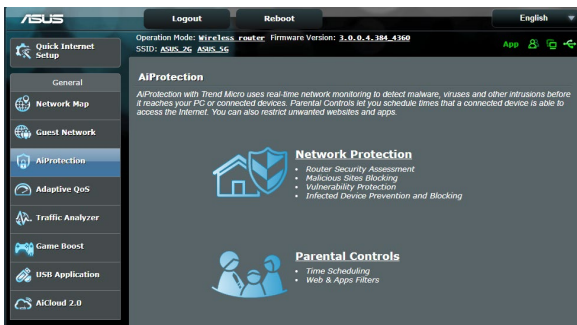 ASUS
Logout
Reboot
English
Operation Mode: Wireless router Firmware Version: 3.0.0.4.384_4360
SSID: ASUS_2G ASUS_5G
App
Quick Internet
Setup
General
Network Map
Guest Network
AiProtection
Adaptive QoS
Traffic Analyzer
Game Boost
USB Application
AiCloud 2.0
AiProtection
AiProtection with Trend Micro uses real-time network monitoring to detect malware, viruses and other intrusions before
it reaches your PC or connected devices. Parental Controls let you schedule times that a connected device is able to
access the Internet. You can also restrict unwanted websites and apps.
Network Protection
• Router Security Assessment
• Malicious Sites Blocking
• Vulnerability Protection
• Infected Device Prevention and Blocking
Parental Controls
• Time Scheduling
• Web & Apps Filters